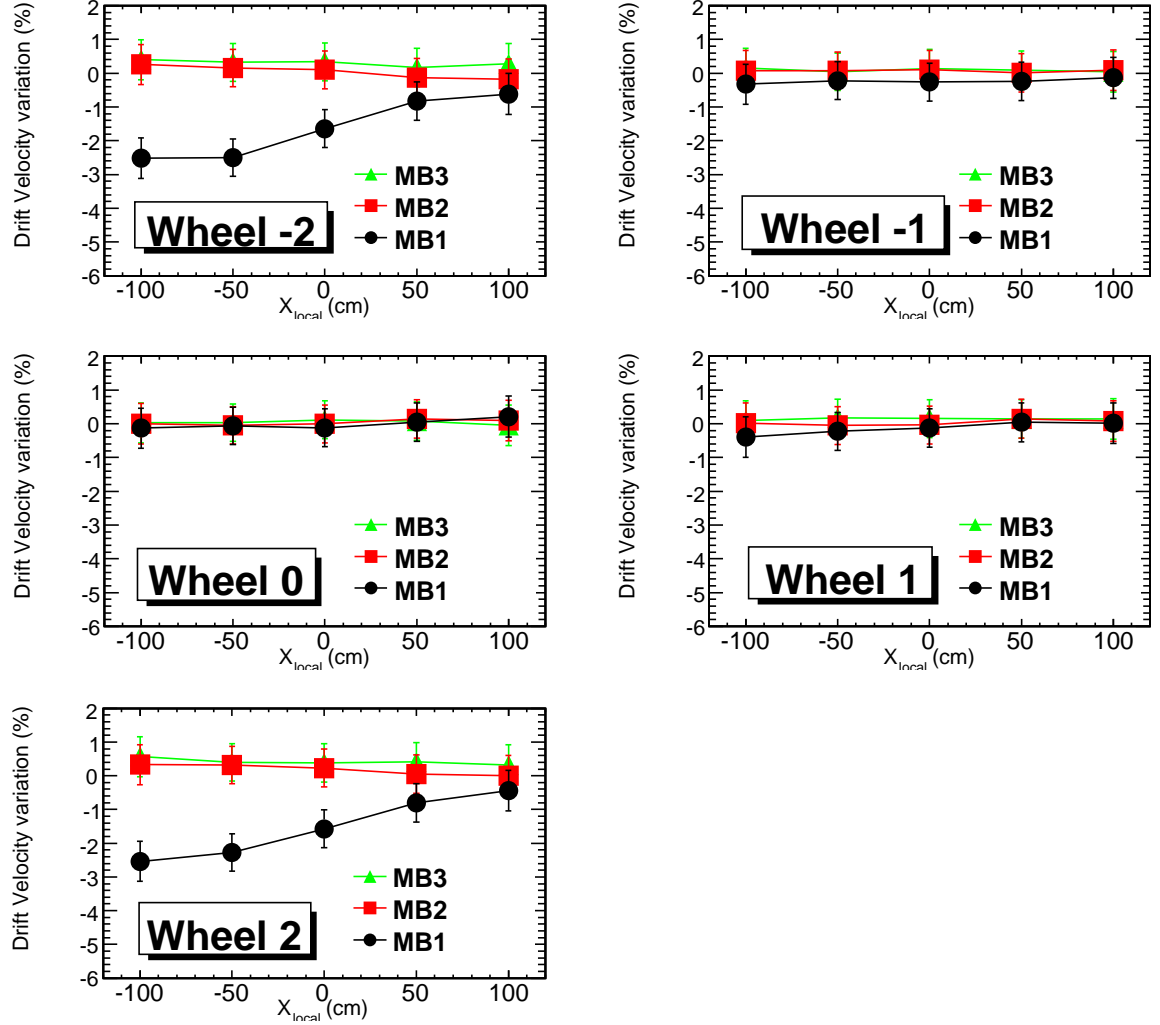 Drift Velocity variation (%)
2
1
0
-1
-2
-3
-4
-5
-6
MB3
MB2
MB1
Wheel -2
-100 -50 0 50 100
X_local (cm)
Drift Velocity variation (%)
2
1
0
-1
-2
-3
-4
-5
-6
MB3
MB2
MB1
Wheel -1
-100 -50 0 50 100
X_local (cm)
Drift Velocity variation (%)
2
1
0
-1
-2
-3
-4
-5
-6
MB3
MB2
MB1
Wheel 0
-100 -50 0 50 100
X_local (cm)
Drift Velocity variation (%)
2
1
0
-1
-2
-3
-4
-5
-6
MB3
MB2
MB1
Wheel 1
-100 -50 0 50 100
X_local (cm)
Drift Velocity variation (%)
2
1
0
-1
-2
-3
-4
-5
-6
MB3
MB2
MB1
Wheel 2
-100 -50 0 50 100
X_local (cm)